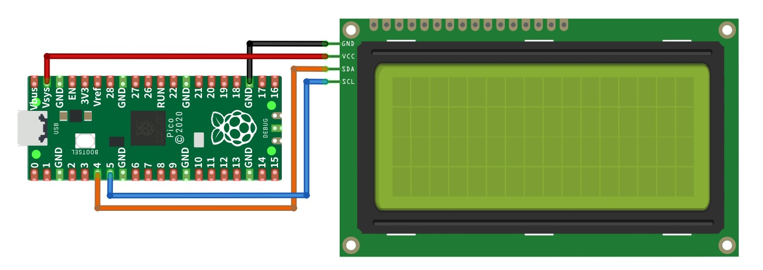 Vbus Vsys GND EN 3V3 Vref 28 GND 27 26 RUN 22 GND 21 20 19 18 GND 17 16
USB
BOOTSEL
Pico
©2020
DEBUG
0 1 GND 2 3 4 5 GND 6 7 8 9 GND 10 11 12 13 GND 14 15
GND
VCC
SDA
SCL